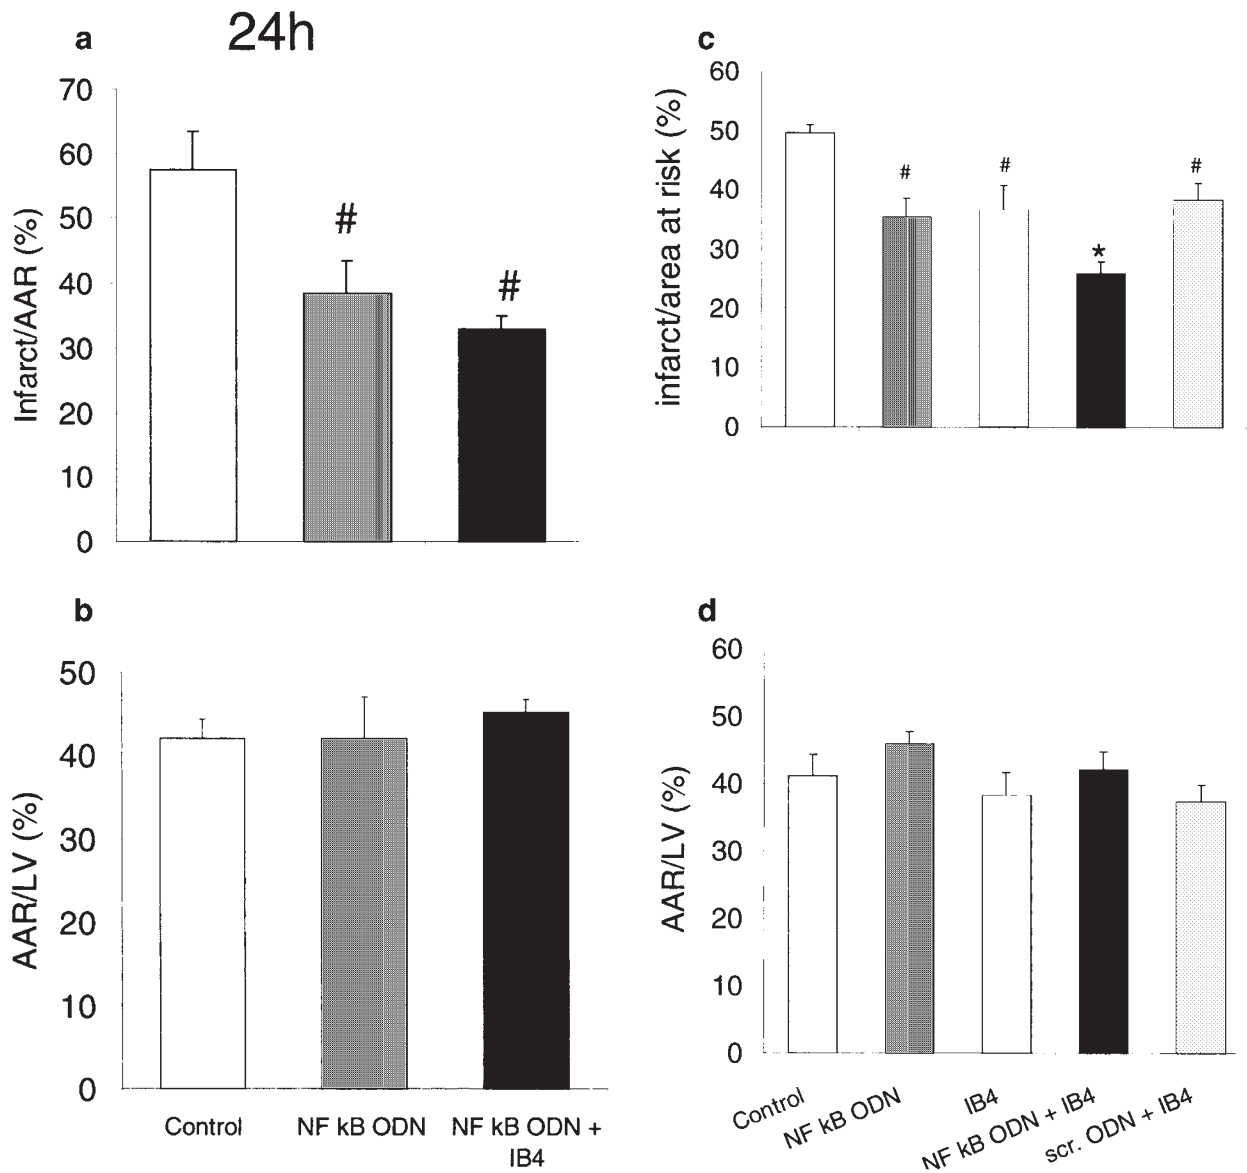 a
24h
Infarct/AAR (%)
70
60
50
40
30
20
10
0
#
#
c
infarct/area at risk (%)
60
50
40
30
20
10
0
#
#
*
#
b
AAR/LV (%)
50
40
30
20
10
0
Control
NF kB ODN
NF kB ODN +
IB4
d
AAR/LV (%)
60
50
40
30
20
10
0
Control
NF kB ODN
IB4
NF kB ODN + IB4
scr. ODN + IB4